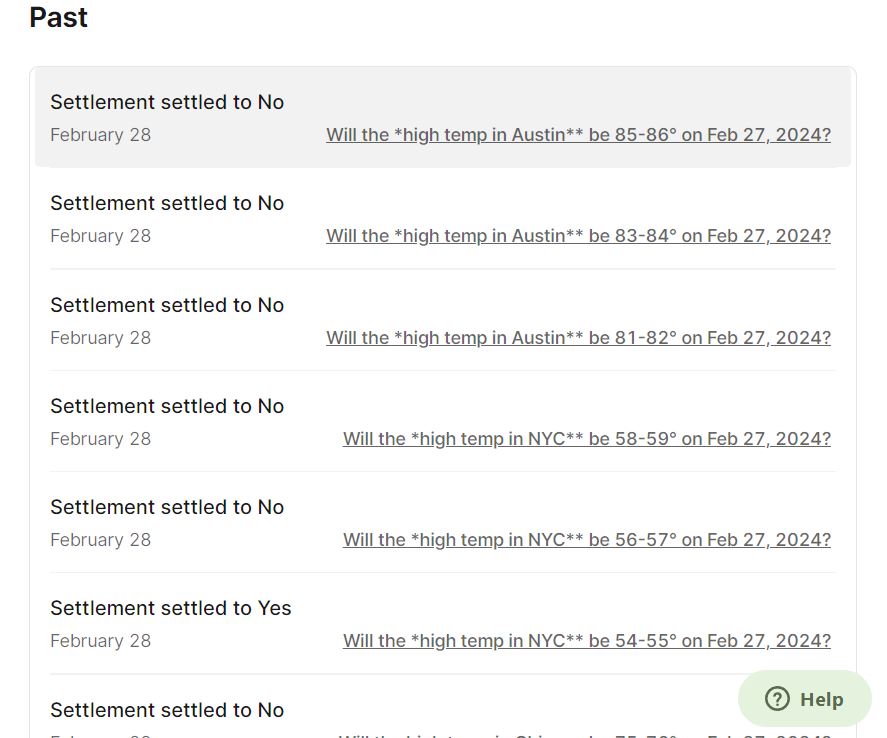 Past
Settlement settled to No
February 28 Will the *high temp in Austin** be 85-86° on Feb 27, 2024?
Settlement settled to No
February 28 Will the *high temp in Austin** be 83-84° on Feb 27, 2024?
Settlement settled to No
February 28 Will the *high temp in Austin** be 81-82° on Feb 27, 2024?
Settlement settled to No
February 28 Will the *high temp in NYC** be 58-59° on Feb 27, 2024?
Settlement settled to No
February 28 Will the *high temp in NYC** be 56-57° on Feb 27, 2024?
Settlement settled to Yes
February 28 Will the *high temp in NYC** be 54-55° on Feb 27, 2024?
Settlement settled to No
Help